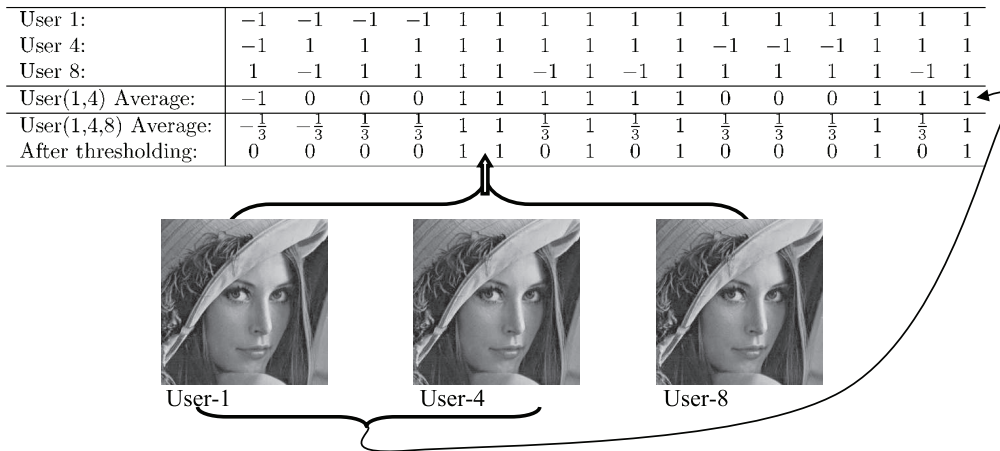 User 1: −1 −1 −1 −1 1 1 1 1 1 1 1 1 1 1 1 1
User 4: −1 1 1 1 1 1 1 1 1 1 −1 −1 −1 1 1 1
User 8: 1 −1 1 1 1 1 −1 1 −1 1 1 1 1 1 −1 1
User(1,4) Average: −1 0 0 0 1 1 1 1 1 1 0 0 0 1 1 1
User(1,4,8) Average: −1/3 −1/3 1/3 1/3 1 1 1/3 1 1/3 1 1/3 1/3 1/3 1 1/3 1
After thresholding: 0 0 0 0 1 1 0 1 0 1 0 0 0 1 0 1
User-1 User-4 User-8